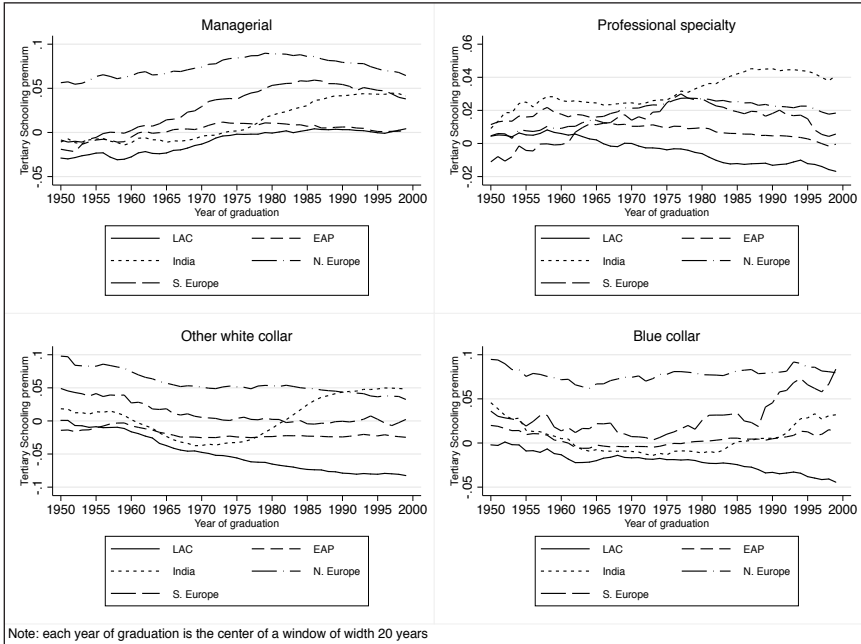 Managerial
Tertiary Schooling premium
-.05 0 .05 .1
1950 1955 1960 1965 1970 1975 1980 1985 1990 1995 2000
Year of graduation
LAC EAP
India N. Europe
S. Europe
Professional specialty
Tertiary Schooling premium
-.02 0 .02 .04 .06
1950 1955 1960 1965 1970 1975 1980 1985 1990 1995 2000
Year of graduation
LAC EAP
India N. Europe
S. Europe
Other white collar
Tertiary Schooling premium
-.1 -.05 0 .05 .1
1950 1955 1960 1965 1970 1975 1980 1985 1990 1995 2000
Year of graduation
LAC EAP
India N. Europe
S. Europe
Blue collar
Tertiary Schooling premium
-.05 0 .05 .1
1950 1955 1960 1965 1970 1975 1980 1985 1990 1995 2000
Year of graduation
LAC EAP
India N. Europe
S. Europe
Note: each year of graduation is the center of a window of width 20 years